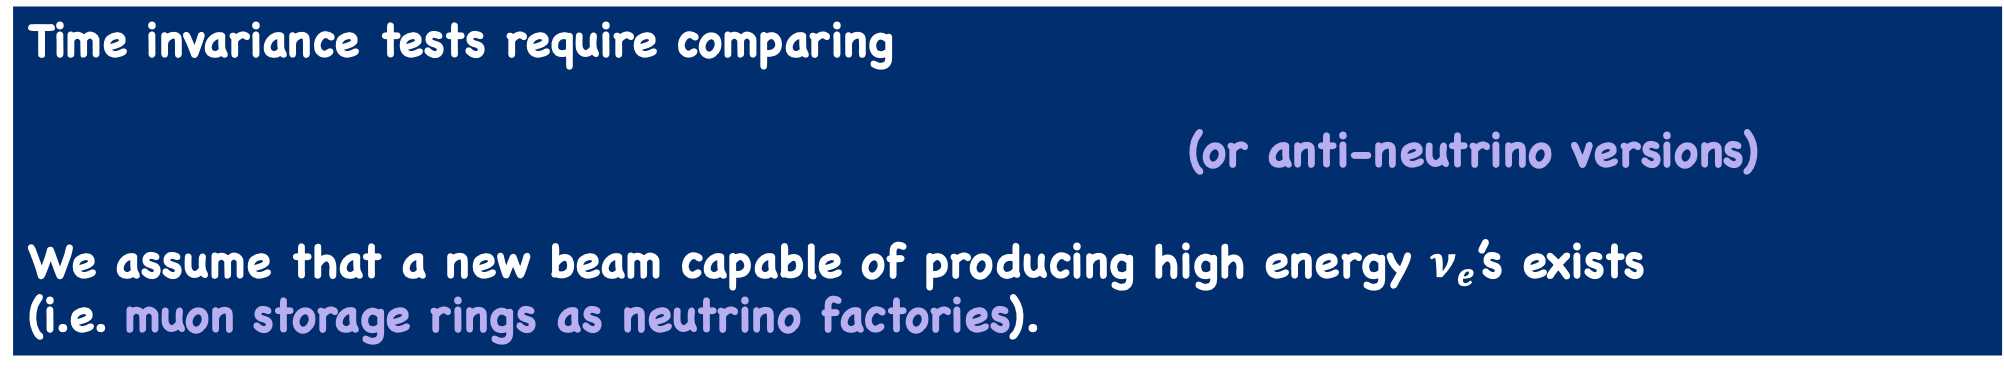 Time invariance tests require comparing
(or anti-neutrino versions)
We assume that a new beam capable of producing high energy 𝜈ₑ's exists
(i.e. muon storage rings as neutrino factories).